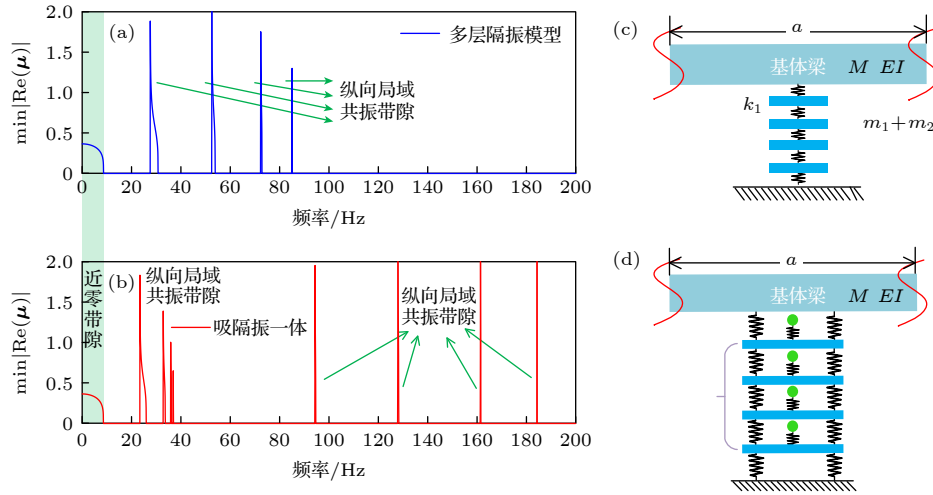 (a)
多层隔振模型
纵向局域
共振带隙
min|Re(μ)|
2.0
1.5
1.0
0.5
0
0 20 40 60 80 100 120 140 160 180 200
频率/Hz
(b)
近零带隙
纵向局域
共振带隙
吸隔振一体
纵向局域
共振带隙
min|Re(μ)|
2.0
1.5
1.0
0.5
0
0 20 40 60 80 100 120 140 160 180 200
频率/Hz
(c)
a
基体梁 M EI
k₁
m₁+m₂
(d)
a
基体梁 M EI